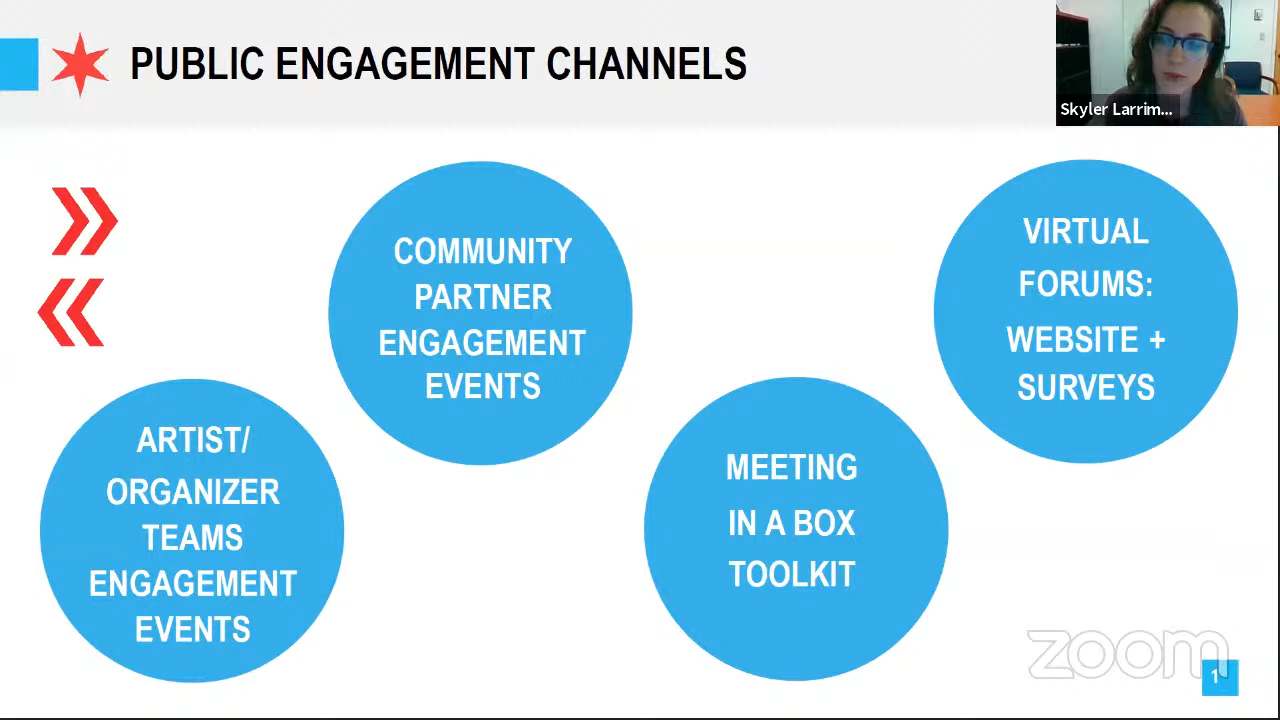 PUBLIC ENGAGEMENT CHANNELS
Skyler Larrim...
COMMUNITY
PARTNER
ENGAGEMENT
EVENTS
VIRTUAL
FORUMS:
WEBSITE +
SURVEYS
ARTIST/
ORGANIZER
TEAMS
ENGAGEMENT
EVENTS
MEETING
IN A BOX
TOOLKIT
zoom
1